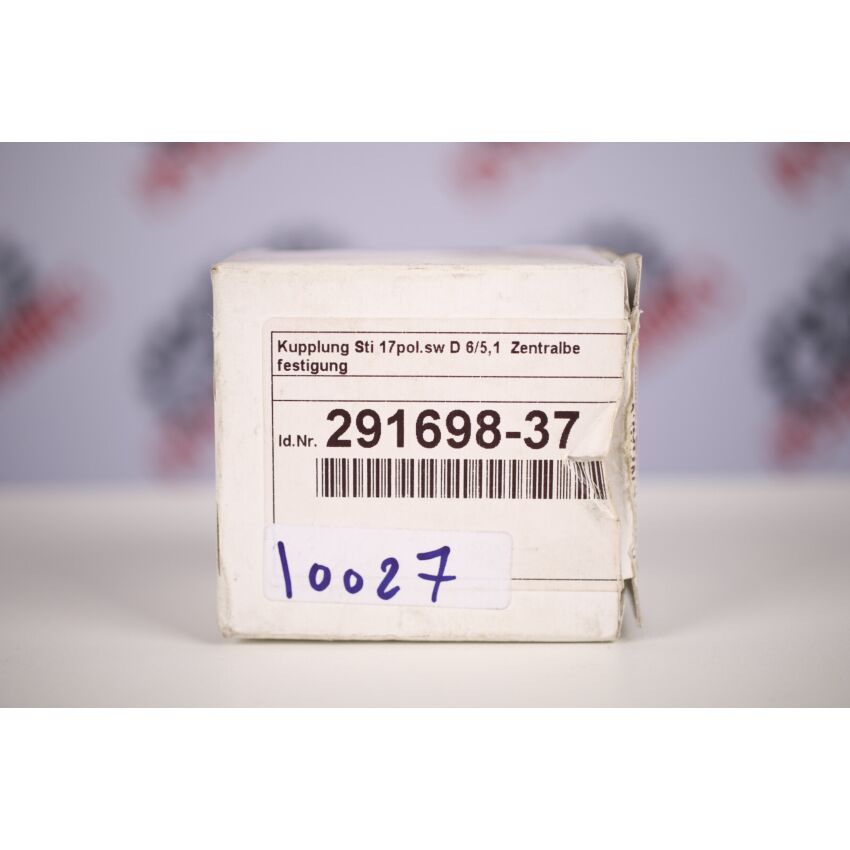 Kupplung Sti 17pol.sw D 6/5,1 Zentralbe
festigung
Id.Nr. 291698-37
10027